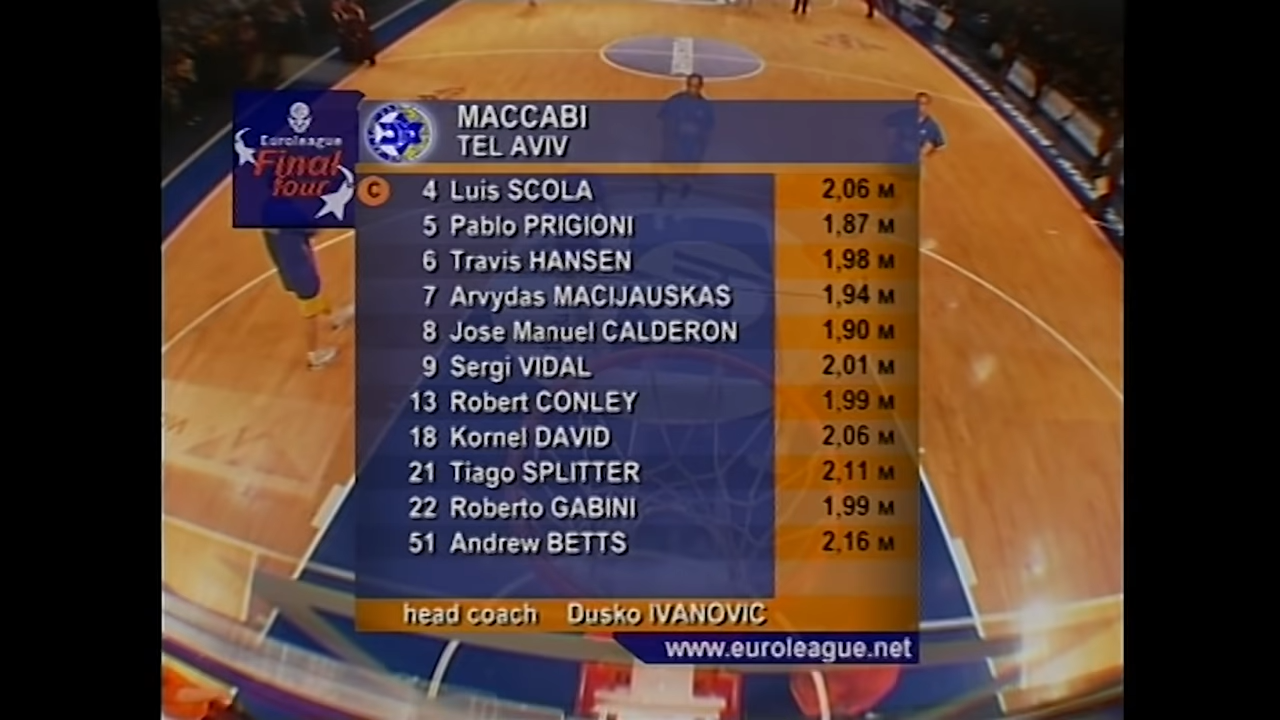 Euroleague
Final
four
MACCABI
TEL AVIV
C 4 Luis SCOLA 2,06 M
5 Pablo PRIGIONI 1,87 M
6 Travis HANSEN 1,98 M
7 Arvydas MACIJAUSKAS 1,94 M
8 Jose Manuel CALDERON 1,90 M
9 Sergi VIDAL 2,01 M
13 Robert CONLEY 1,99 M
18 Kornel DAVID 2,06 M
21 Tiago SPLITTER 2,11 M
22 Roberto GABINI 1,99 M
51 Andrew BETTS 2,16 M
head coach Dusko IVANOVIC
www.euroleague.net